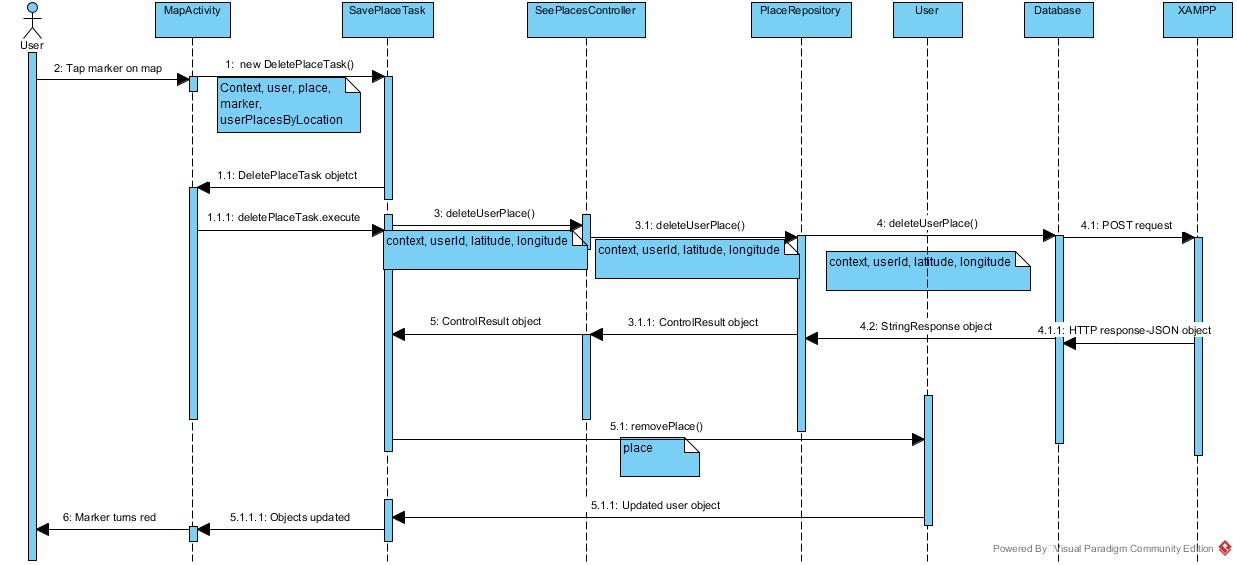 MapActivity
SavePlaceTask
SeePlacesController
PlaceRepository
User
Database
XAMPP
User
2: Tap marker on map
1:  new DeletePlaceTask()
Context, user, place,
marker,
userPlacesByLocation
1.1: DeletePlaceTask objetct
1.1.1: deletePlaceTask.execute
3: deleteUserPlace()
3.1: deleteUserPlace()
4: deleteUserPlace()
4.1: POST request
context, userId, latitude, longitude
context, userId, latitude, longitude
context, userId, latitude, longitude
5: ControlResult object
3.1.1: ControlResult object
4.2: StringResponse object
4.1.1: HTTP response-JSON object
5.1: removePlace()
place
5.1.1: Updated user object
6: Marker turns red
5.1.1.1: Objects updated
Powered By Visual Paradigm Community Edition